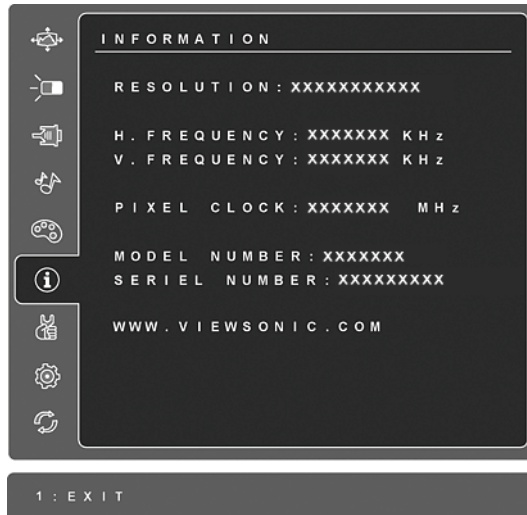 INFORMATION
RESOLUTION: XXXXXXXXXXX
H. FREQUENCY: XXXXXXX KHz
V. FREQUENCY: XXXXXXX KHz
PIXEL CLOCK: XXXXXXX MHz
MODEL NUMBER: XXXXXXX
SERIEL NUMBER: XXXXXXXXX
WWW.VIEWSONIC.COM
1: EXIT